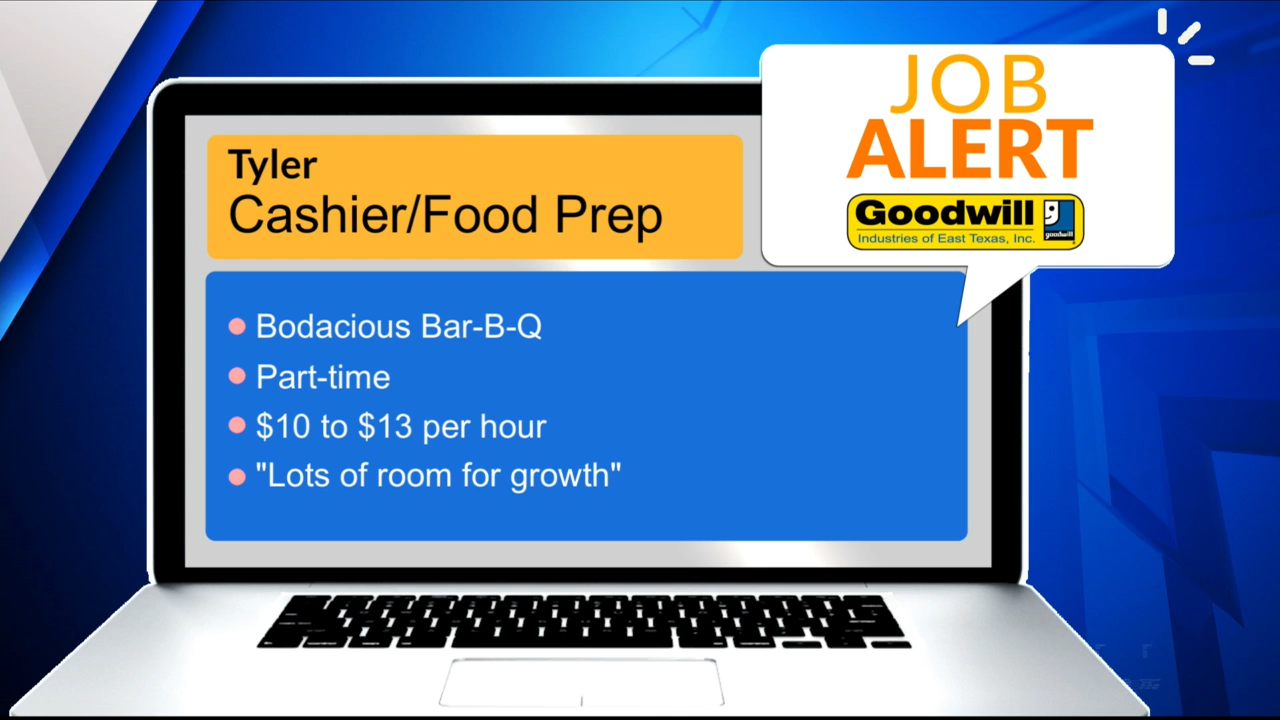 JOB
ALERT
Goodwill
Industries of East Texas, Inc.
goodwill
Tyler
Cashier/Food Prep
Bodacious Bar-B-Q
Part-time
$10 to $13 per hour
"Lots of room for growth"